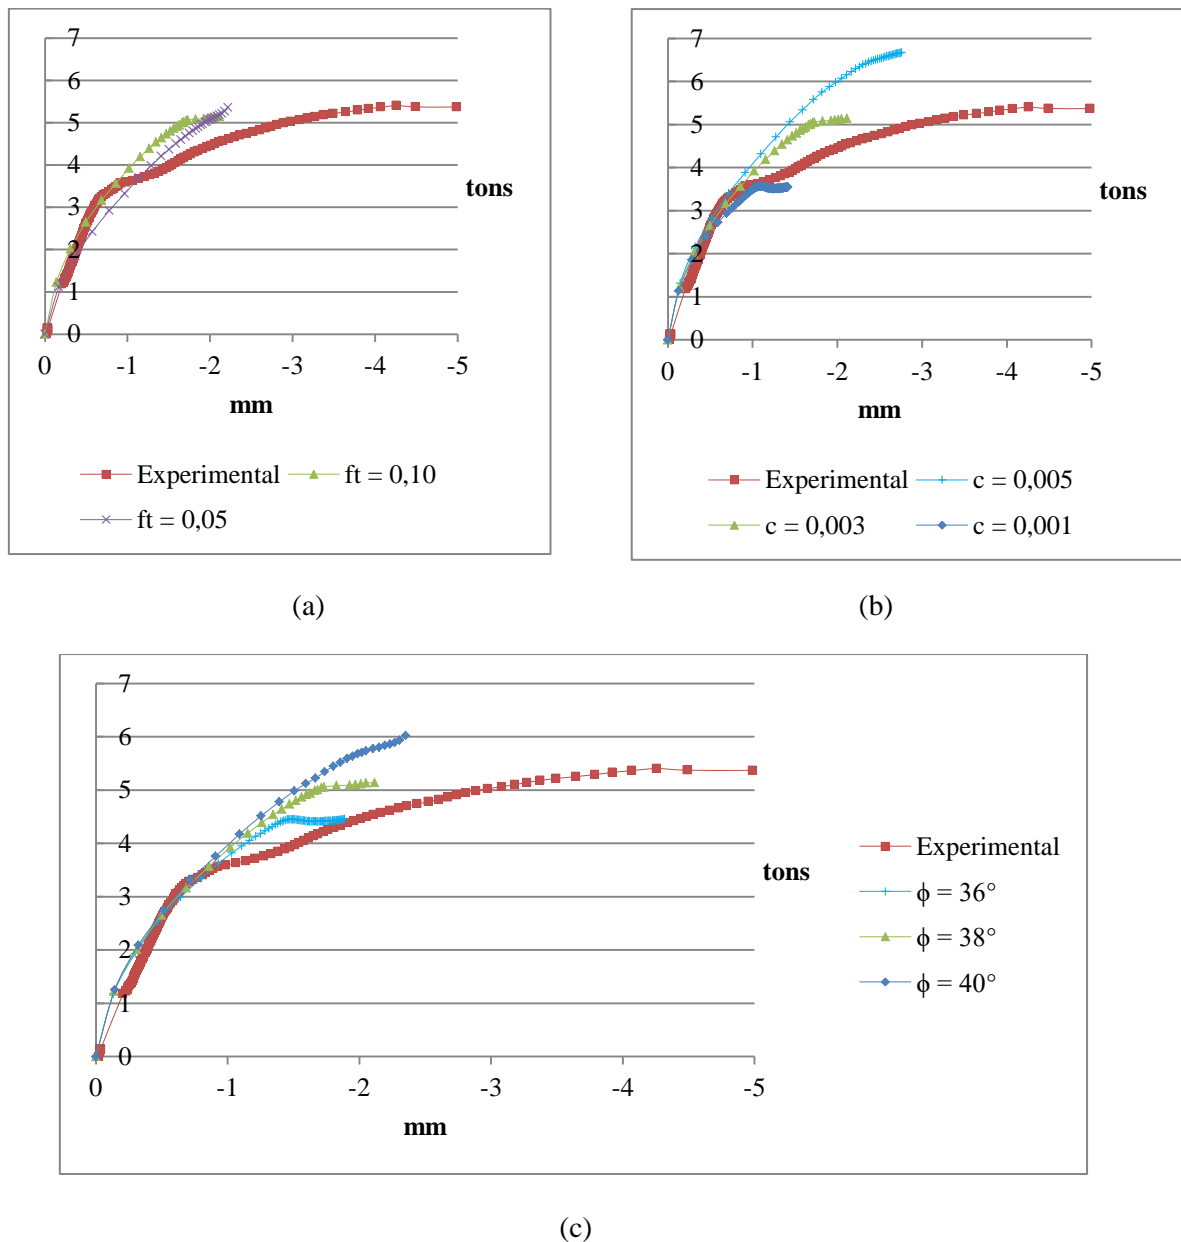 7
6
5
4
3
2
1
0
tons
0 -1 -2 -3 -4 -5
mm
Experimental ft = 0,10
ft = 0,05
(a)
7
6
5
4
3
2
1
0
tons
0 -1 -2 -3 -4 -5
mm
Experimental c = 0,005
c = 0,003 c = 0,001
(b)
7
6
5
4
3
2
1
0
tons
0 -1 -2 -3 -4 -5
mm
Experimental
ϕ = 36°
ϕ = 38°
ϕ = 40°
(c)